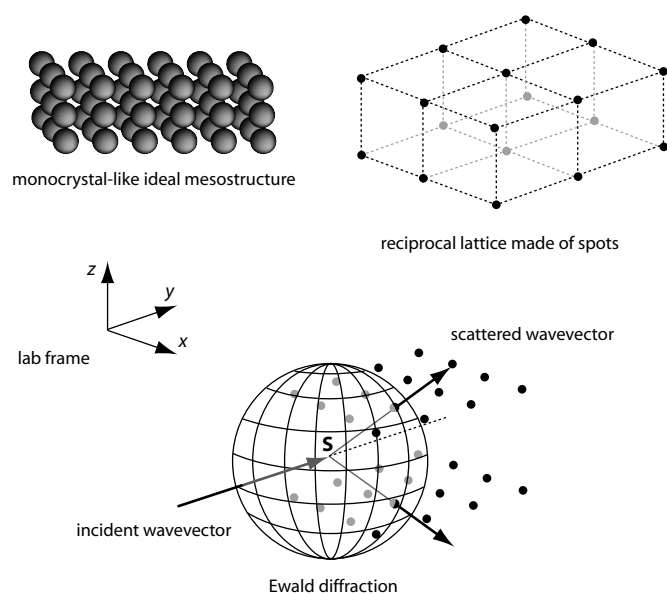 monocrystal-like ideal mesostructure
reciprocal lattice made of spots
z
y
x
lab frame
scattered wavevector
S
incident wavevector
Ewald diffraction